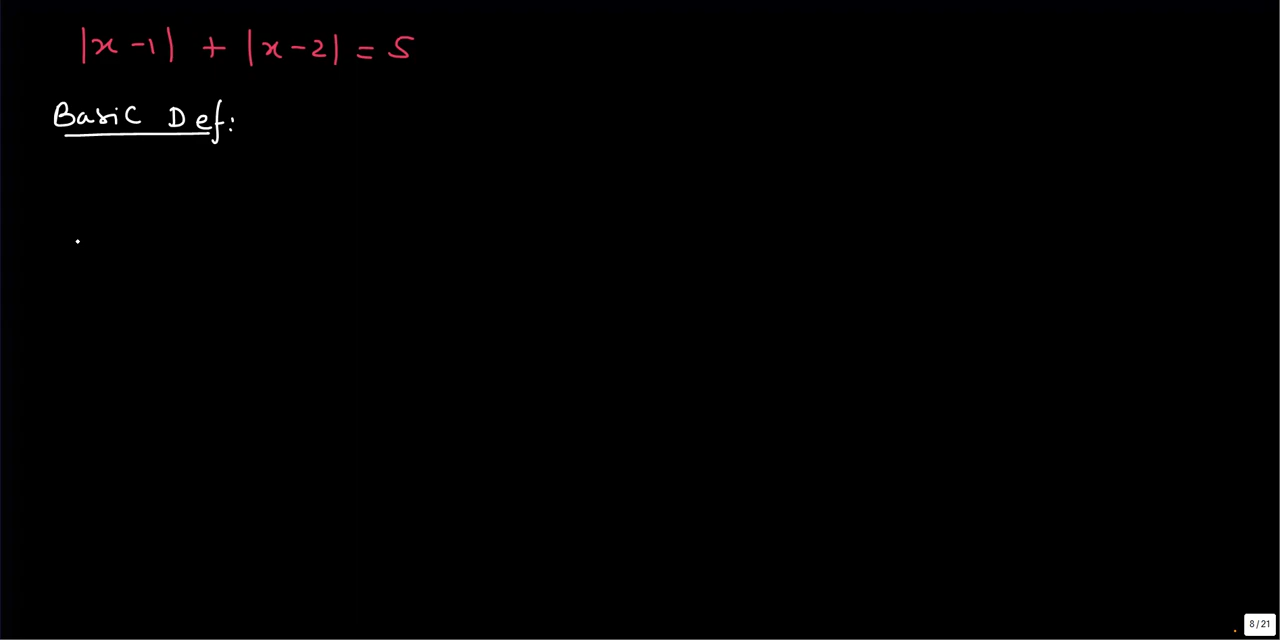 |x-1| + |x-2| = 5
Basic Def:
8/21